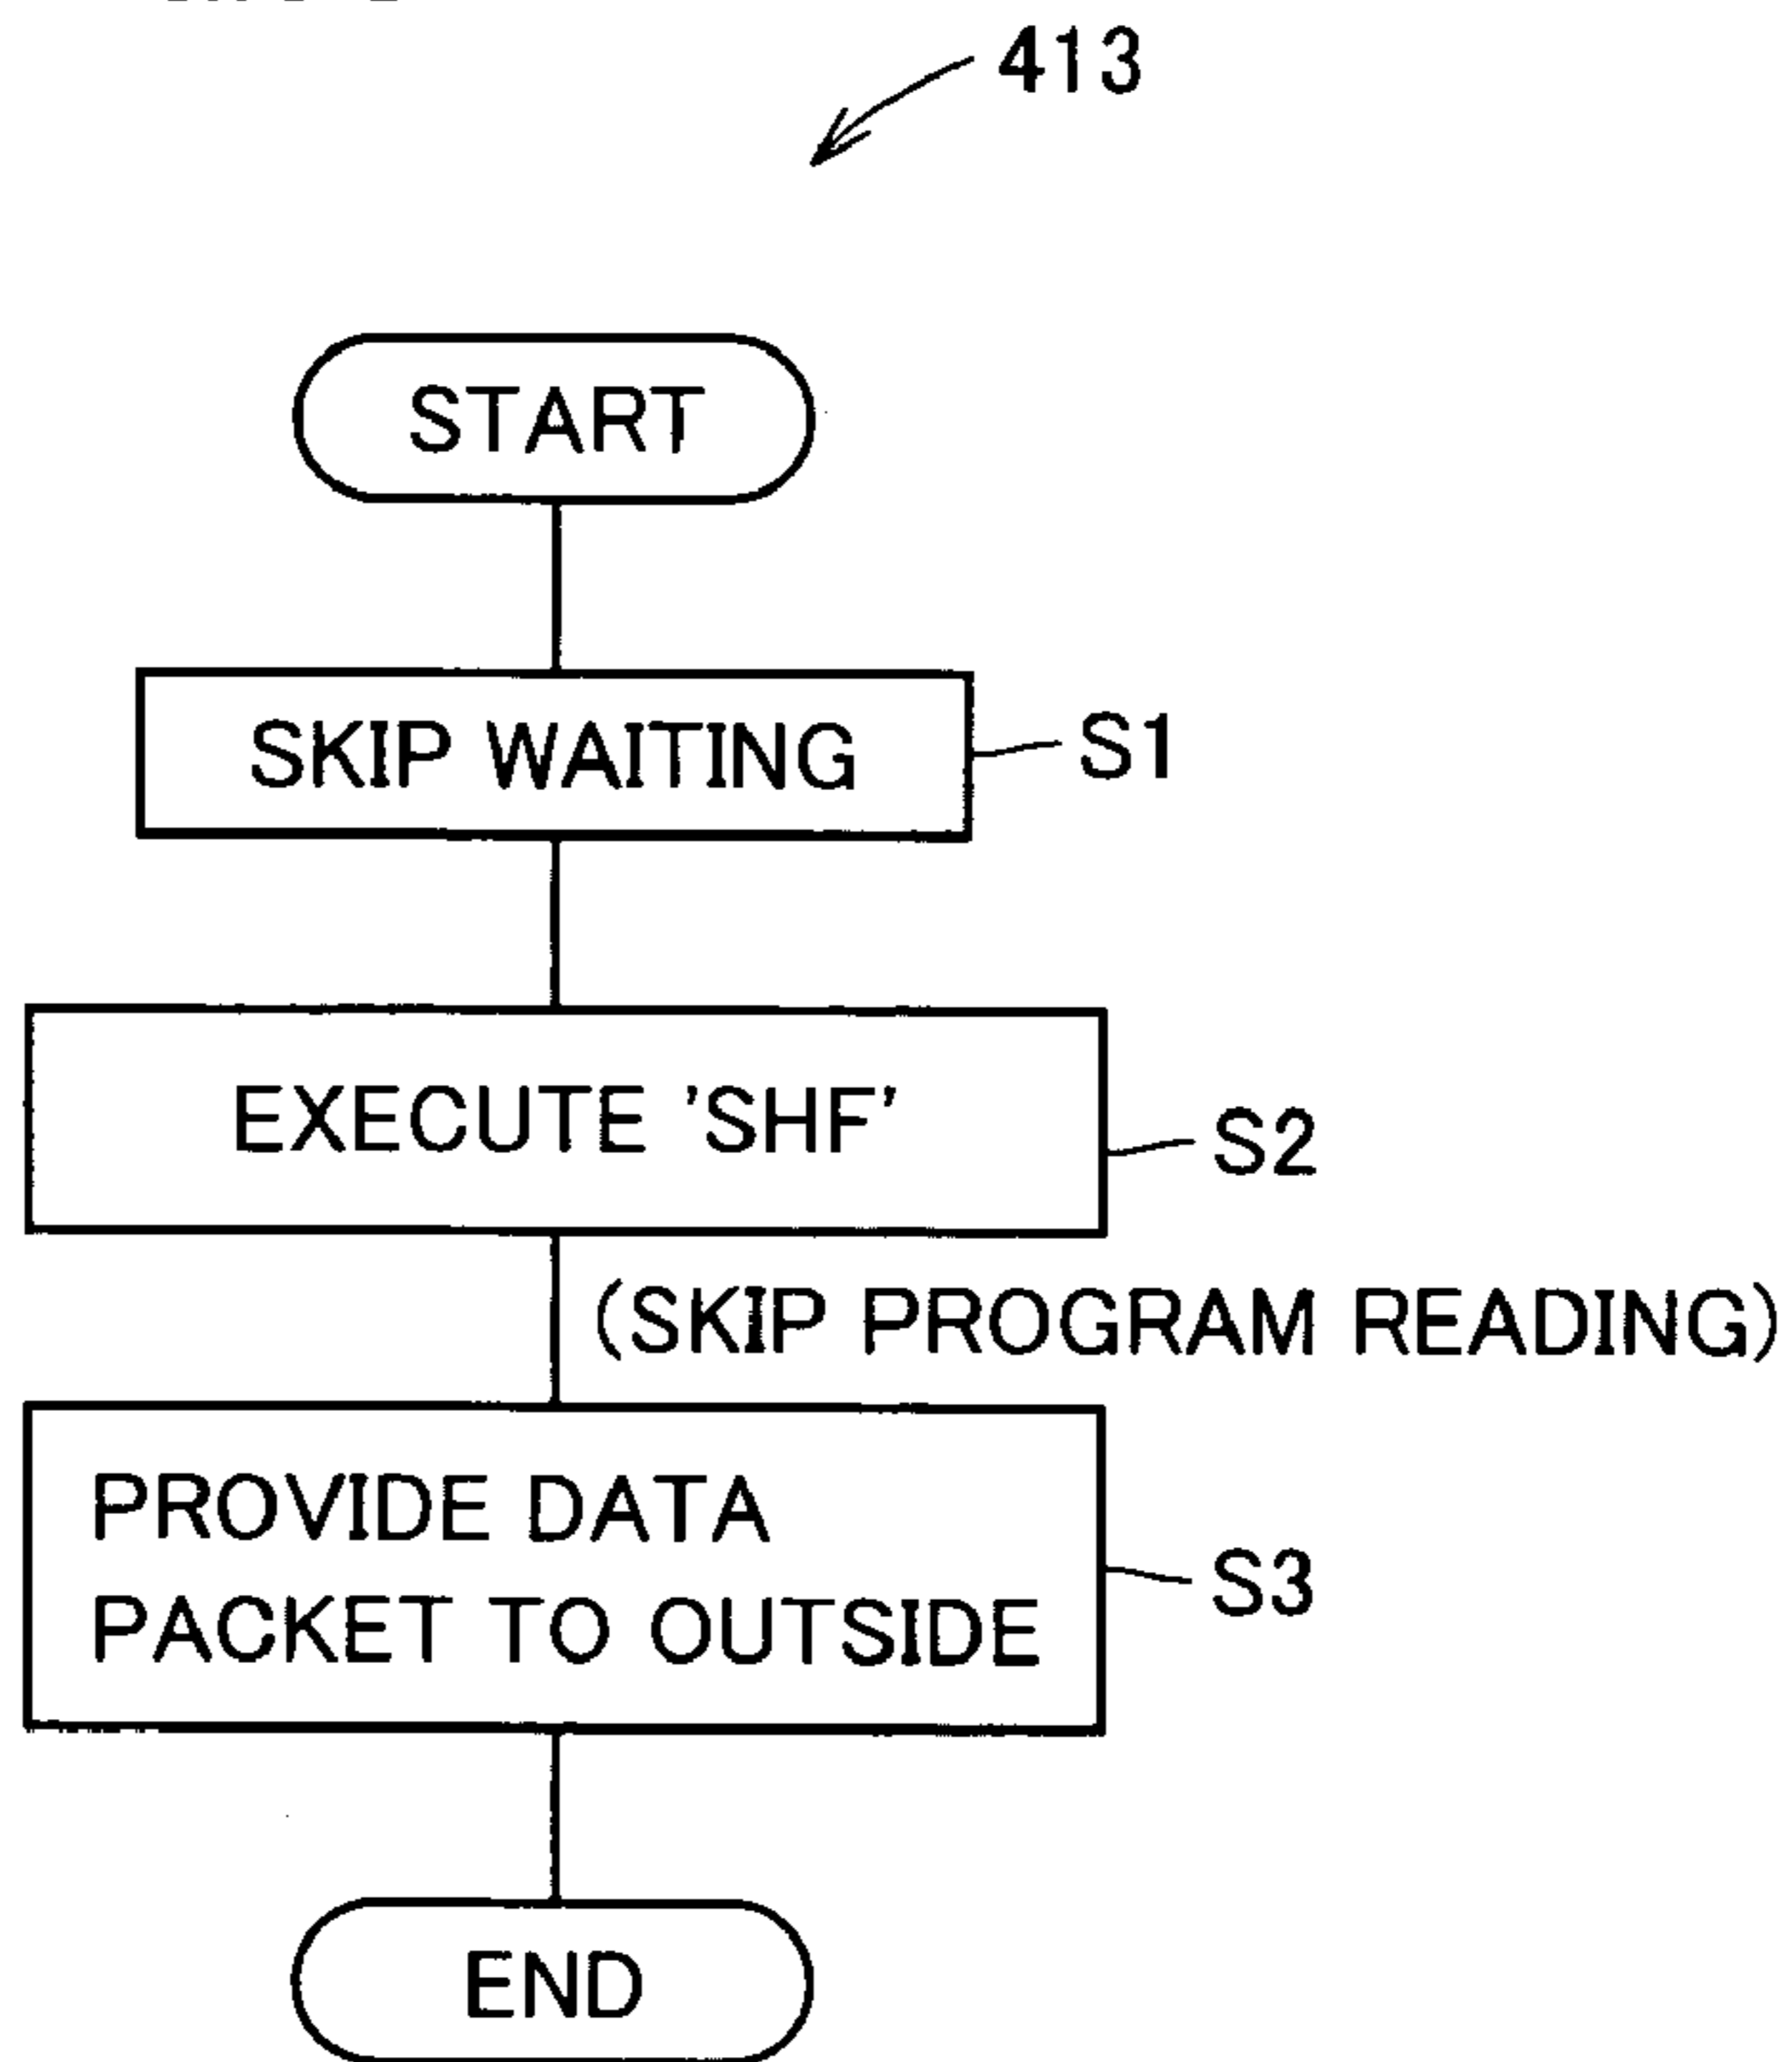 413
START
SKIP WAITING
S1
EXECUTE 'SHF'
S2
(SKIP PROGRAM READING)
PROVIDE DATA
PACKET TO OUTSIDE
S3
END